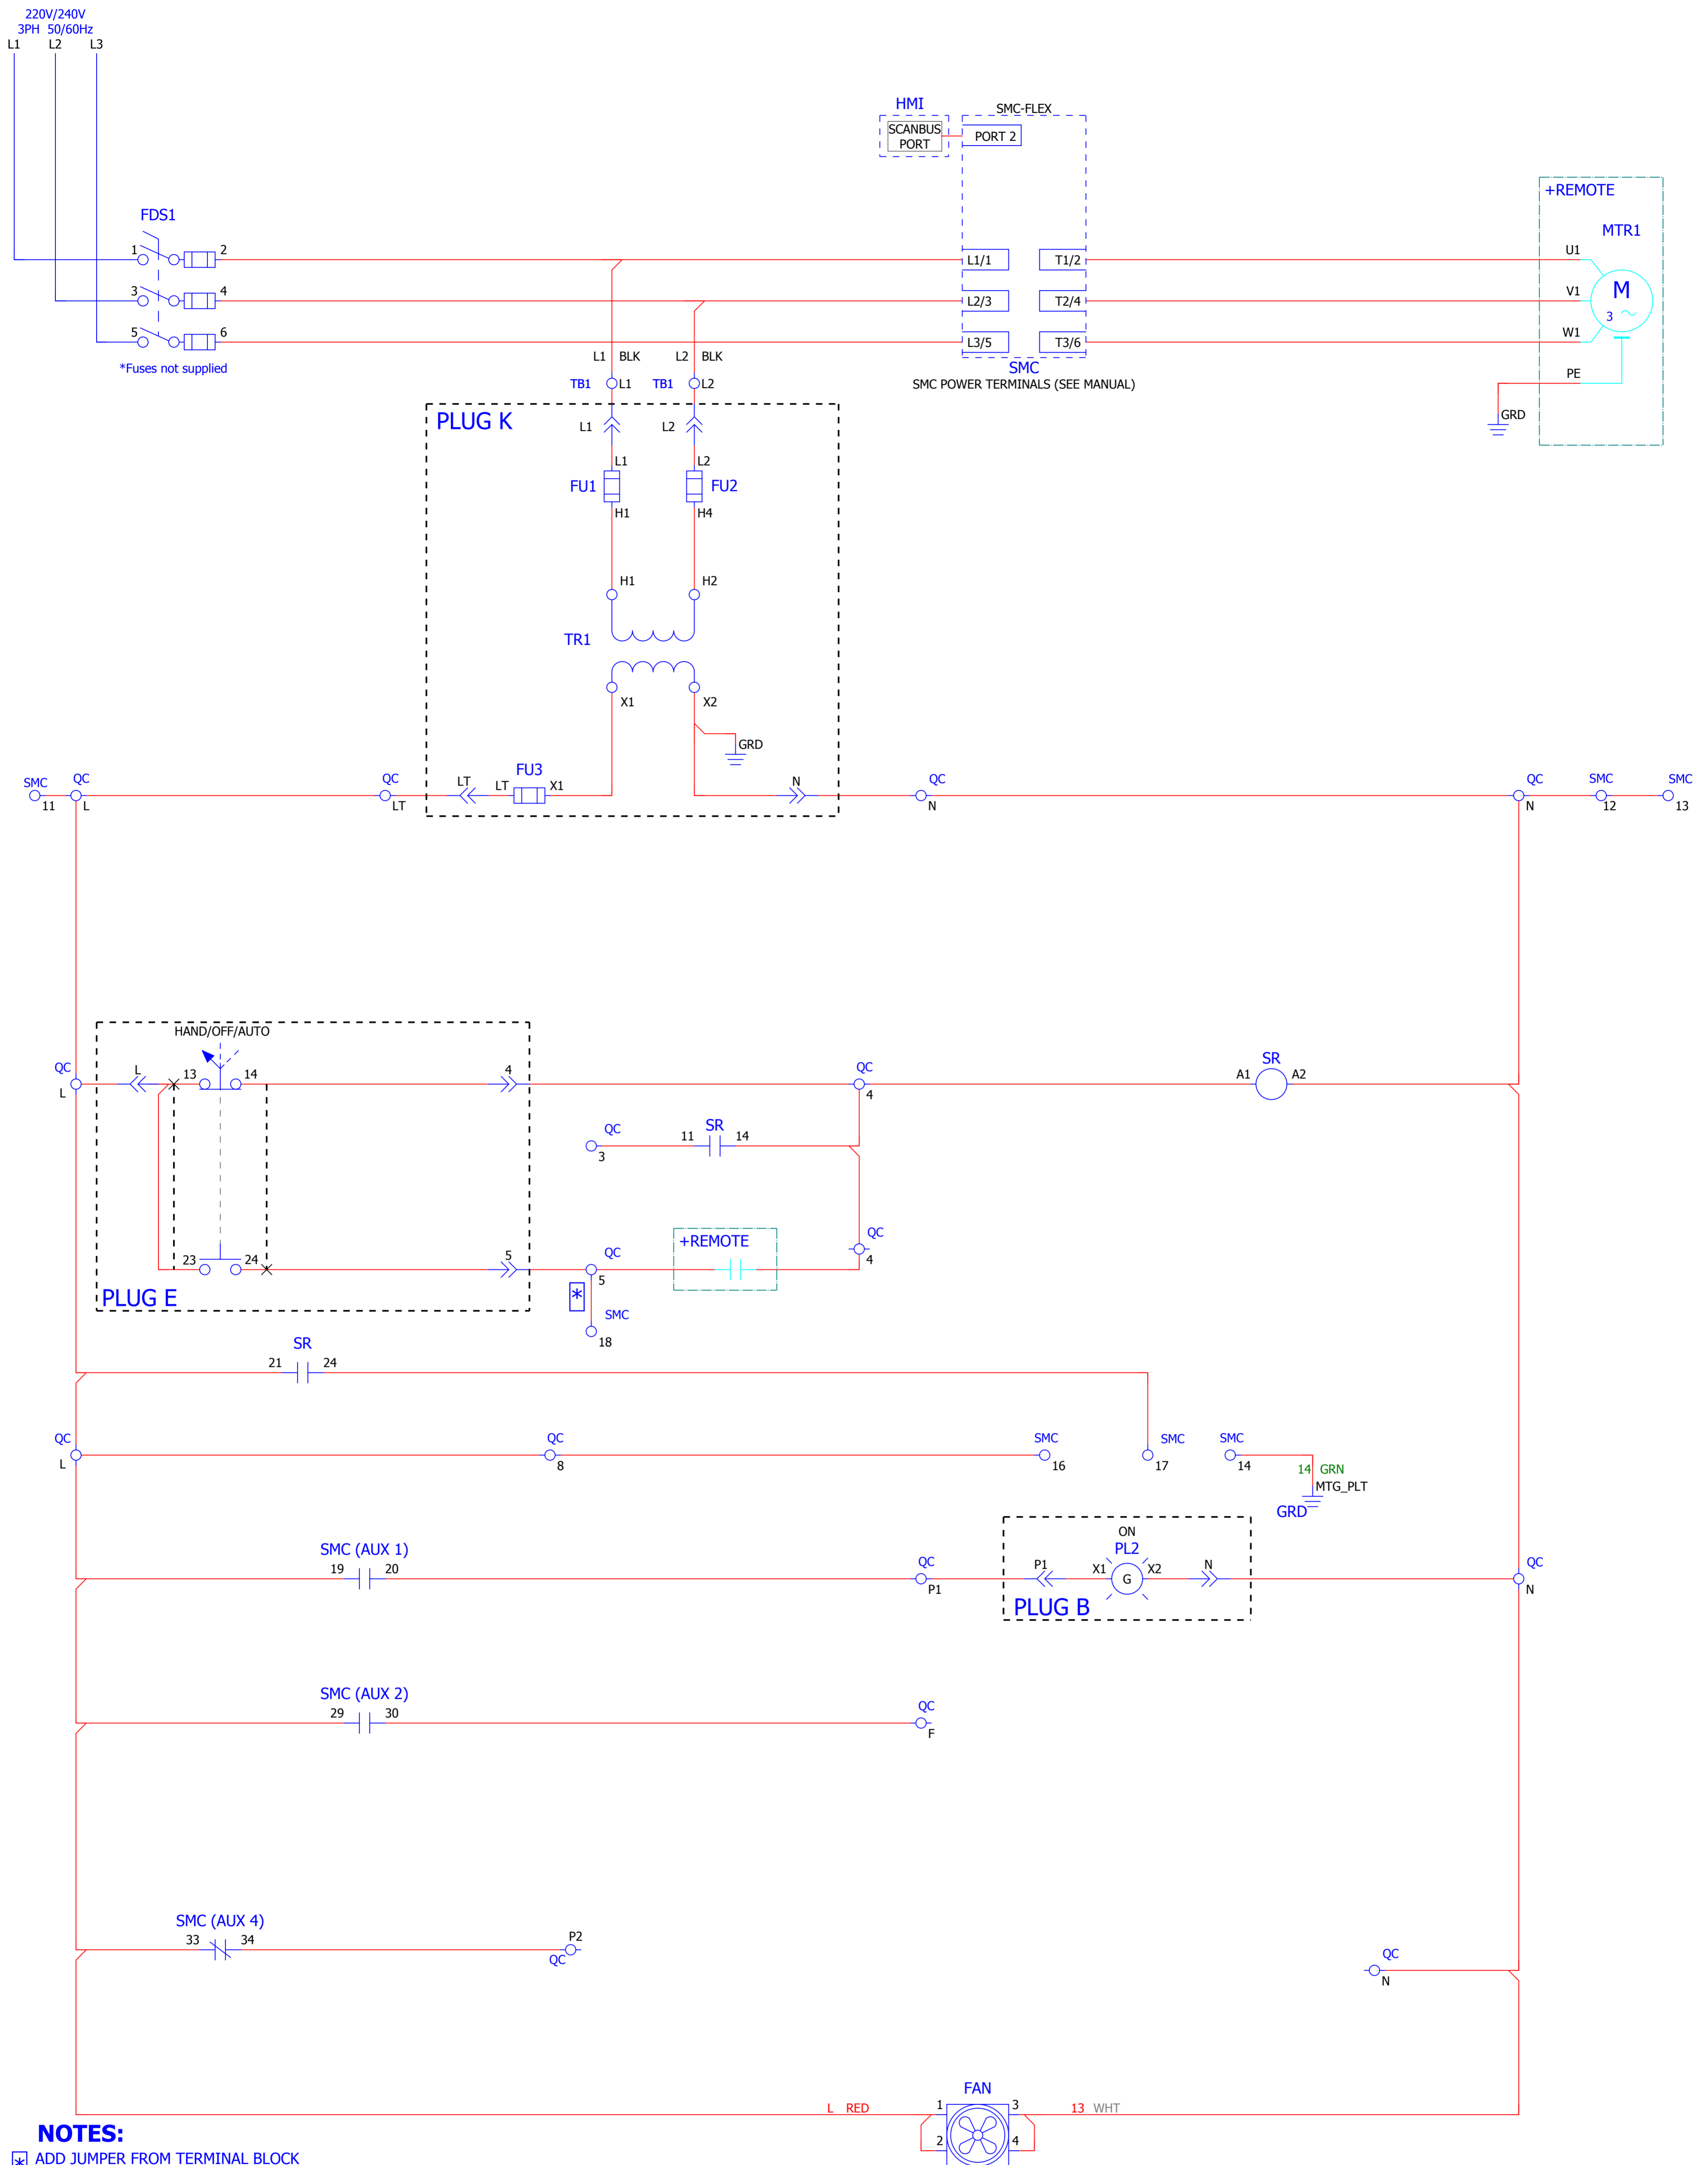 220V/240V
3PH 50/60Hz
L1 L2 L3
HMI
SMC-FLEX
SCANBUS
PORT
PORT 2
+REMOTE
FDS1
MTR1
1 2 L1/1 T1/2 U1
3 4 L2/3 T2/4 V1
M
3
5 6 L3/5 T3/6 W1
*Fuses not supplied
L1 BLK L2 BLK
SMC
SMC POWER TERMINALS (SEE MANUAL)
PE
TB1 L1 TB1 L2
GRD
PLUG K
L1 L2
L1 L2
FU1 FU2
H1 H4
H1 H2
TR1
X1 X2
GRD
SMC QC QC LT LT FU3 X1 N QC QC SMC SMC
11 L LT N N 12 13
HAND/OFF/AUTO
QC L 13 14 4 QC A1 SR A2
L 4
QC 11 SR 14
3
23 24 5 QC +REMOTE QC
5 4
PLUG E
*
SMC
18
SR
21 24
QC QC SMC SMC SMC
L 8 16 17 14
14 GRN
MTG_PLT
GRD
ON
PL2
SMC (AUX 1)
19 20 QC P1 X1 G X2 N QC
P1 N
PLUG B
SMC (AUX 2)
29 30 QC
F
SMC (AUX 4)
33 34 P2
QC
QC
N
FAN
L RED 1 3 13 WHT
2 4
NOTES:
* ADD JUMPER FROM TERMINAL BLOCK